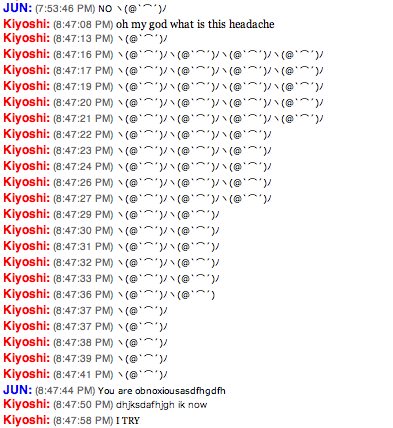 JUN: (7:53:46 PM) NO ヽ(@`⌒´)ﾉ
Kiyoshi: (8:47:08 PM) oh my god what is this headache
Kiyoshi: (8:47:13 PM) ヽ(@`⌒´)ﾉ
Kiyoshi: (8:47:16 PM) ヽ(@`⌒´)ﾉヽ(@`⌒´)ﾉヽ(@`⌒´)ﾉヽ(@`⌒´)ﾉ
Kiyoshi: (8:47:17 PM) ヽ(@`⌒´)ﾉヽ(@`⌒´)ﾉヽ(@`⌒´)ﾉヽ(@`⌒´)ﾉ
Kiyoshi: (8:47:19 PM) ヽ(@`⌒´)ﾉヽ(@`⌒´)ﾉヽ(@`⌒´)ﾉヽ(@`⌒´)ﾉ
Kiyoshi: (8:47:20 PM) ヽ(@`⌒´)ﾉヽ(@`⌒´)ﾉヽ(@`⌒´)ﾉヽ(@`⌒´)ﾉ
Kiyoshi: (8:47:21 PM) ヽ(@`⌒´)ﾉヽ(@`⌒´)ﾉヽ(@`⌒´)ﾉヽ(@`⌒´)ﾉ
Kiyoshi: (8:47:22 PM) ヽ(@`⌒´)ﾉヽ(@`⌒´)ﾉヽ(@`⌒´)ﾉ
Kiyoshi: (8:47:23 PM) ヽ(@`⌒´)ﾉヽ(@`⌒´)ﾉヽ(@`⌒´)ﾉ
Kiyoshi: (8:47:24 PM) ヽ(@`⌒´)ﾉヽ(@`⌒´)ﾉヽ(@`⌒´)ﾉ
Kiyoshi: (8:47:26 PM) ヽ(@`⌒´)ﾉヽ(@`⌒´)ﾉヽ(@`⌒´)ﾉ
Kiyoshi: (8:47:27 PM) ヽ(@`⌒´)ﾉヽ(@`⌒´)ﾉヽ(@`⌒´)ﾉ
Kiyoshi: (8:47:29 PM) ヽ(@`⌒´)ﾉヽ(@`⌒´)ﾉ
Kiyoshi: (8:47:30 PM) ヽ(@`⌒´)ﾉヽ(@`⌒´)ﾉ
Kiyoshi: (8:47:31 PM) ヽ(@`⌒´)ﾉヽ(@`⌒´)ﾉ
Kiyoshi: (8:47:32 PM) ヽ(@`⌒´)ﾉヽ(@`⌒´)ﾉ
Kiyoshi: (8:47:33 PM) ヽ(@`⌒´)ﾉヽ(@`⌒´)ﾉ
Kiyoshi: (8:47:36 PM) ヽ(@`⌒´)ﾉヽ(@`⌒´)
Kiyoshi: (8:47:37 PM) ヽ(@`⌒´)ﾉ
Kiyoshi: (8:47:37 PM) ヽ(@`⌒´)ﾉ
Kiyoshi: (8:47:38 PM) ヽ(@`⌒´)ﾉ
Kiyoshi: (8:47:39 PM) ヽ(@`⌒´)ﾉ
Kiyoshi: (8:47:41 PM) ヽ(@`⌒´)ﾉ
JUN: (8:47:44 PM) You are obnoxiousasdfhgdfh
Kiyoshi: (8:47:50 PM) dhjksdafhjgh ik now
Kiyoshi: (8:47:58 PM) I TRY